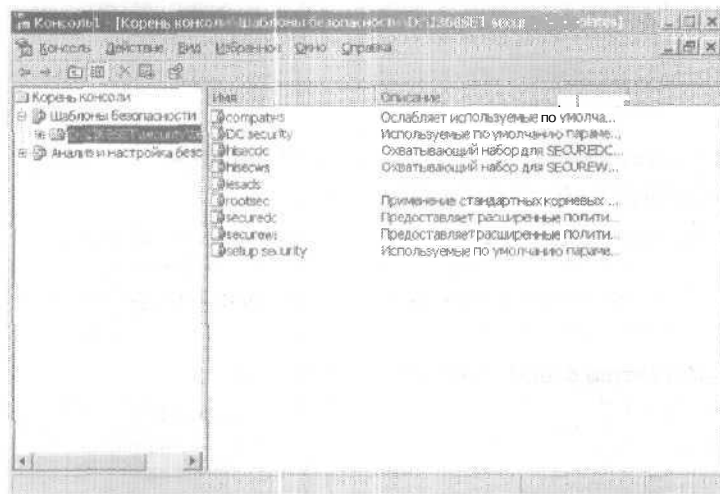 Консоль1 - [Корень консоли\Шаблоны безопасности\D:\
Консоль Действие Вид Избранное Окно Справка
Корень консоли
Шаблоны безопасности
Анализ и настройка безо
Имя Описание
compatws Ослабляет используемые по умолча...
DC security Используемые по умолчанию параме...
hisecdc Охватывающий набор для SECUREDC...
hisecws Охватывающий набор для SECUREW...
iesacls
rootsec Применение стандартных корневых ...
securedc Предоставляет расширенные полити...
securews Предоставляет расширенные полити...
setup security Используемые по умолчанию параме...